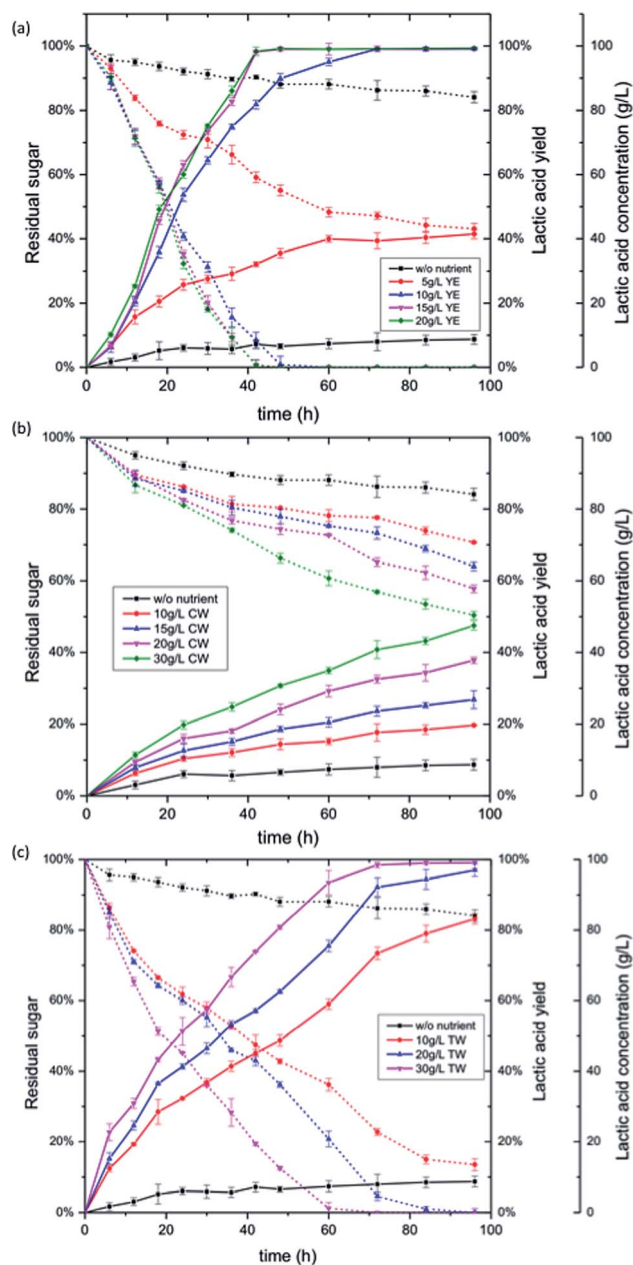 (a)
100%
80%
60%
40%
20%
0%
Residual sugar
0
20
40
60
80
100
time (h)
100%
80%
60%
40%
20%
0%
Lactic acid yield
100
80
60
40
20
0
Lactic acid concentration (g/L)
w/o nutrient
5g/L YE
10g/L YE
15g/L YE
20g/L YE
(b)
100%
80%
60%
40%
20%
0%
Residual sugar
0
20
40
60
80
100
time (h)
100%
80%
60%
40%
20%
0%
Lactic acid yield
100
80
60
40
20
0
Lactic acid concentration (g/L)
w/o nutrient
10g/L CW
15g/L CW
20g/L CW
30g/L CW
(c)
100%
80%
60%
40%
20%
0%
Residual sugar
0
20
40
60
80
100
time (h)
100%
80%
60%
40%
20%
0%
Lactic acid yield
100
80
60
40
20
0
Lactic acid concentration (g/L)
w/o nutrient
10g/L TW
20g/L TW
30g/L TW